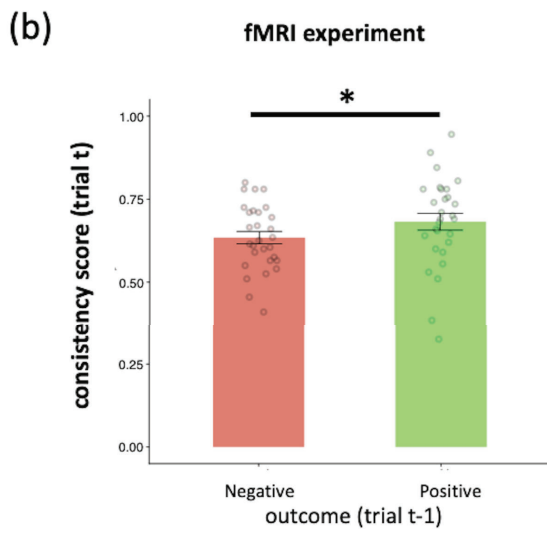 (b)
fMRI experiment
*
consistency score (trial t)
1.00
0.75
0.50
0.25
0.00
Negative
Positive
outcome (trial t-1)